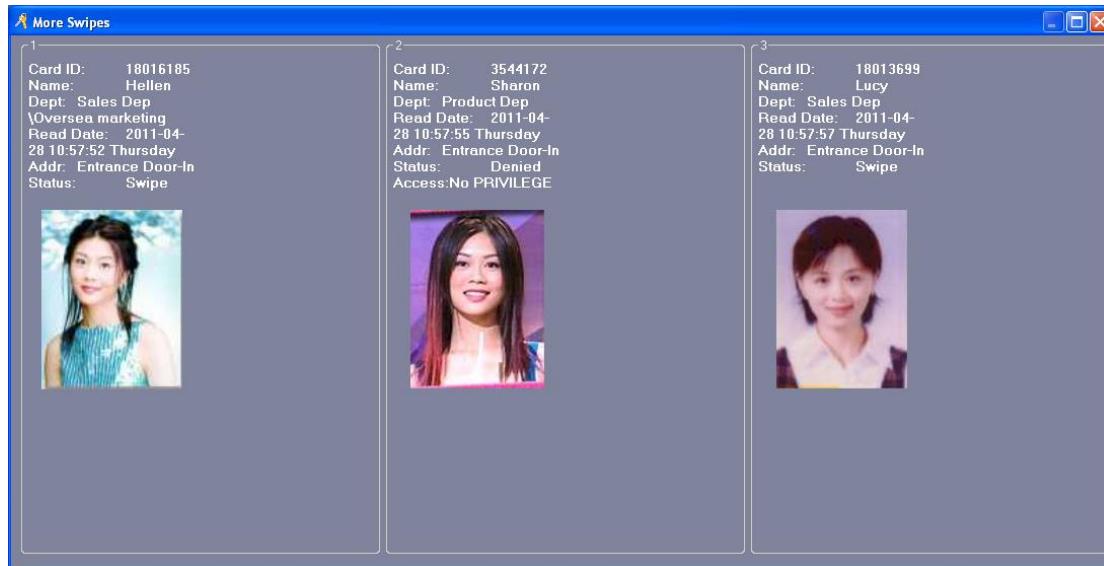 More Swipes
1
Card ID: 18016185
Name: Hellen
Dept: Sales Dep
\Oversea marketing
Read Date: 2011-04-
28 10:57:52 Thursday
Addr: Entrance Door-In
Status: Swipe
2
Card ID: 3544172
Name: Sharon
Dept: Product Dep
Read Date: 2011-04-
28 10:57:55 Thursday
Addr: Entrance Door-In
Status: Denied
Access:No PRIVILEGE
3
Card ID: 18013699
Name: Lucy
Dept: Sales Dep
Read Date: 2011-04-
28 10:57:57 Thursday
Addr: Entrance Door-In
Status: Swipe